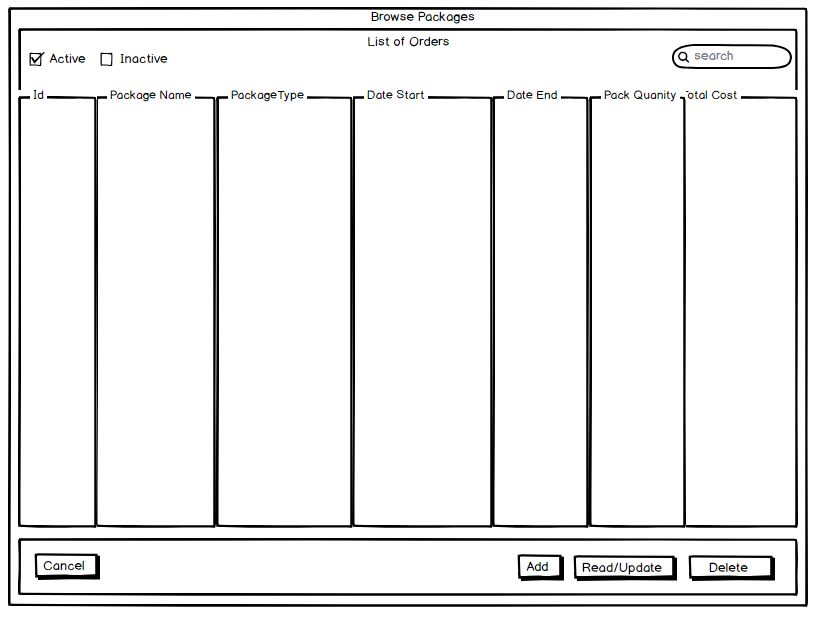 Browse Packages
List of Orders
Active Inactive search
Id Package Name PackageType Date Start Date End Pack Quanity Total Cost
Cancel Add Read/Update Delete